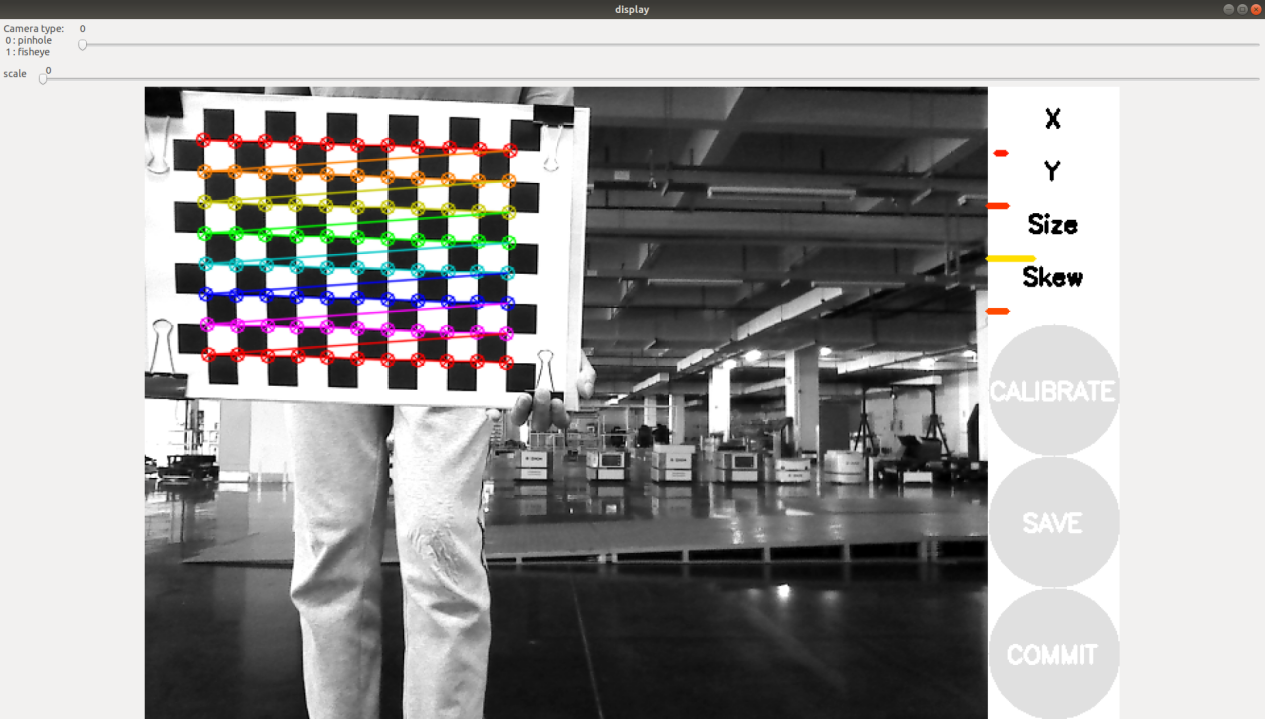 display
Camera type: 0
0 : pinhole
1 : fisheye
scale 0
X
Y
Size
Skew
CALIBRATE
SAVE
COMMIT